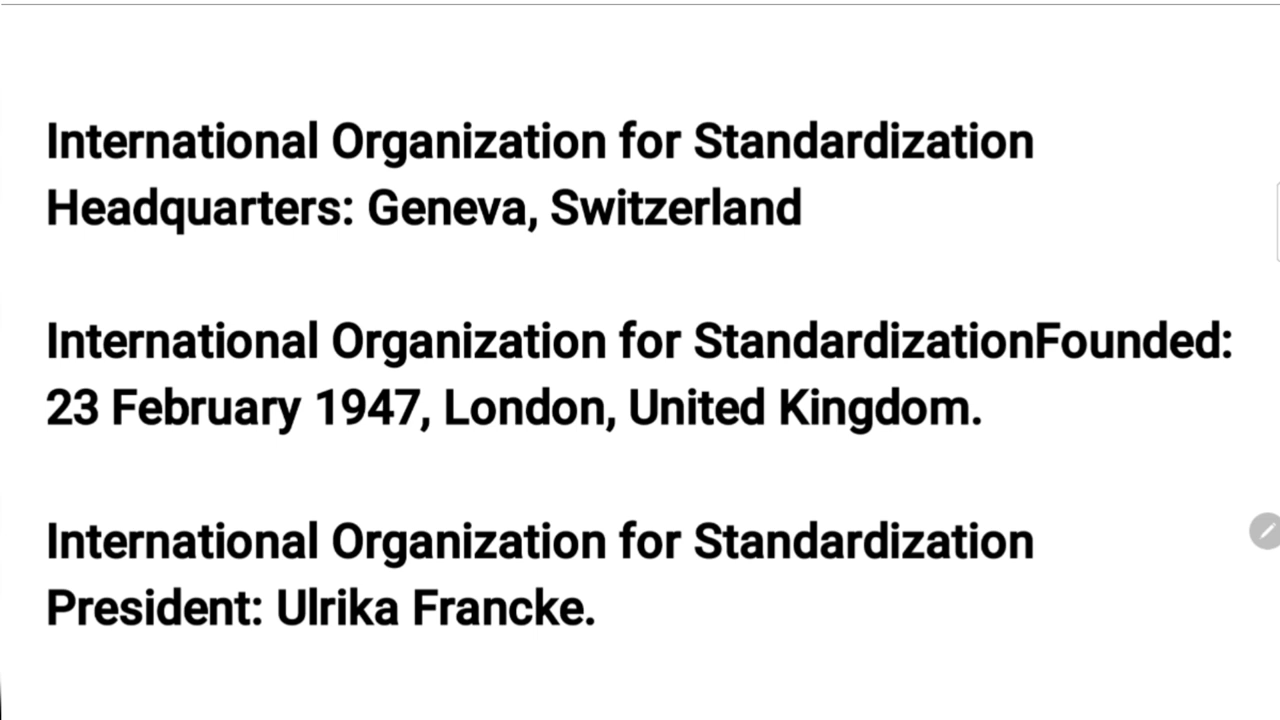 International Organization for Standardization
Headquarters: Geneva, Switzerland
International Organization for StandardizationFounded:
23 February 1947, London, United Kingdom.
International Organization for Standardization
President: Ulrika Francke.